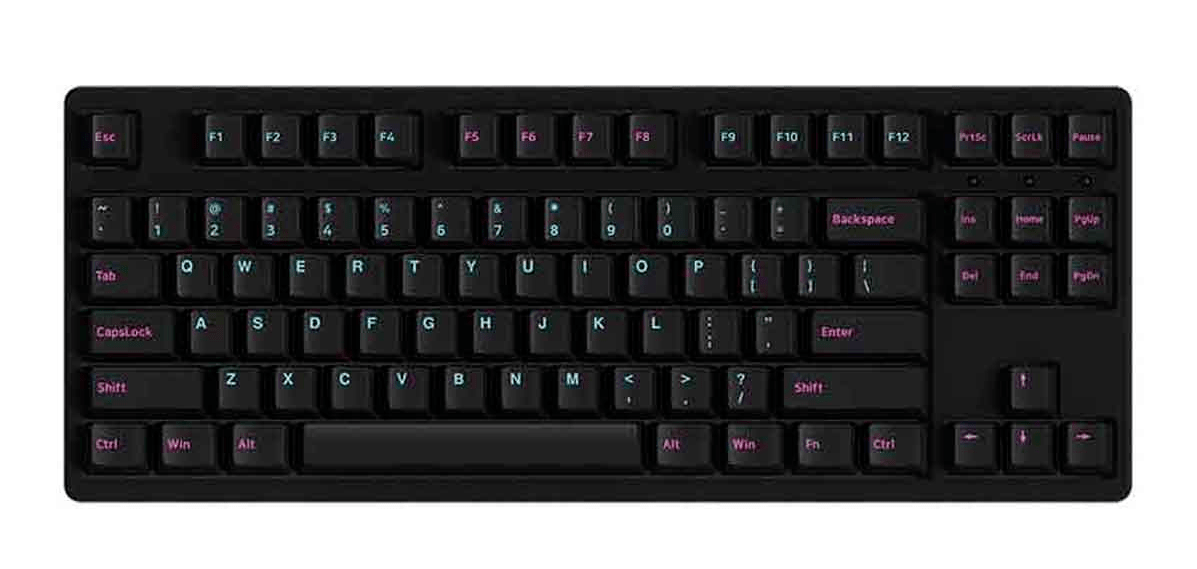 Esc F1 F2 F3 F4 F5 F6 F7 F8 F9 F10 F11 F12 PrtSc ScrLk Pause
~ ! @ # $ % ^ & * ( ) _ +
` 1 2 3 4 5 6 7 8 9 0 - = Backspace Ins Home PgUp
Tab Q W E R T Y U I O P { } |
[ ] \ Del End PgDn
CapsLock A S D F G H J K L : " Enter
; '
Shift Z X C V B N M < > ? Shift ↑
, . /
Ctrl Win Alt Alt Win Fn Ctrl ← ↓ →